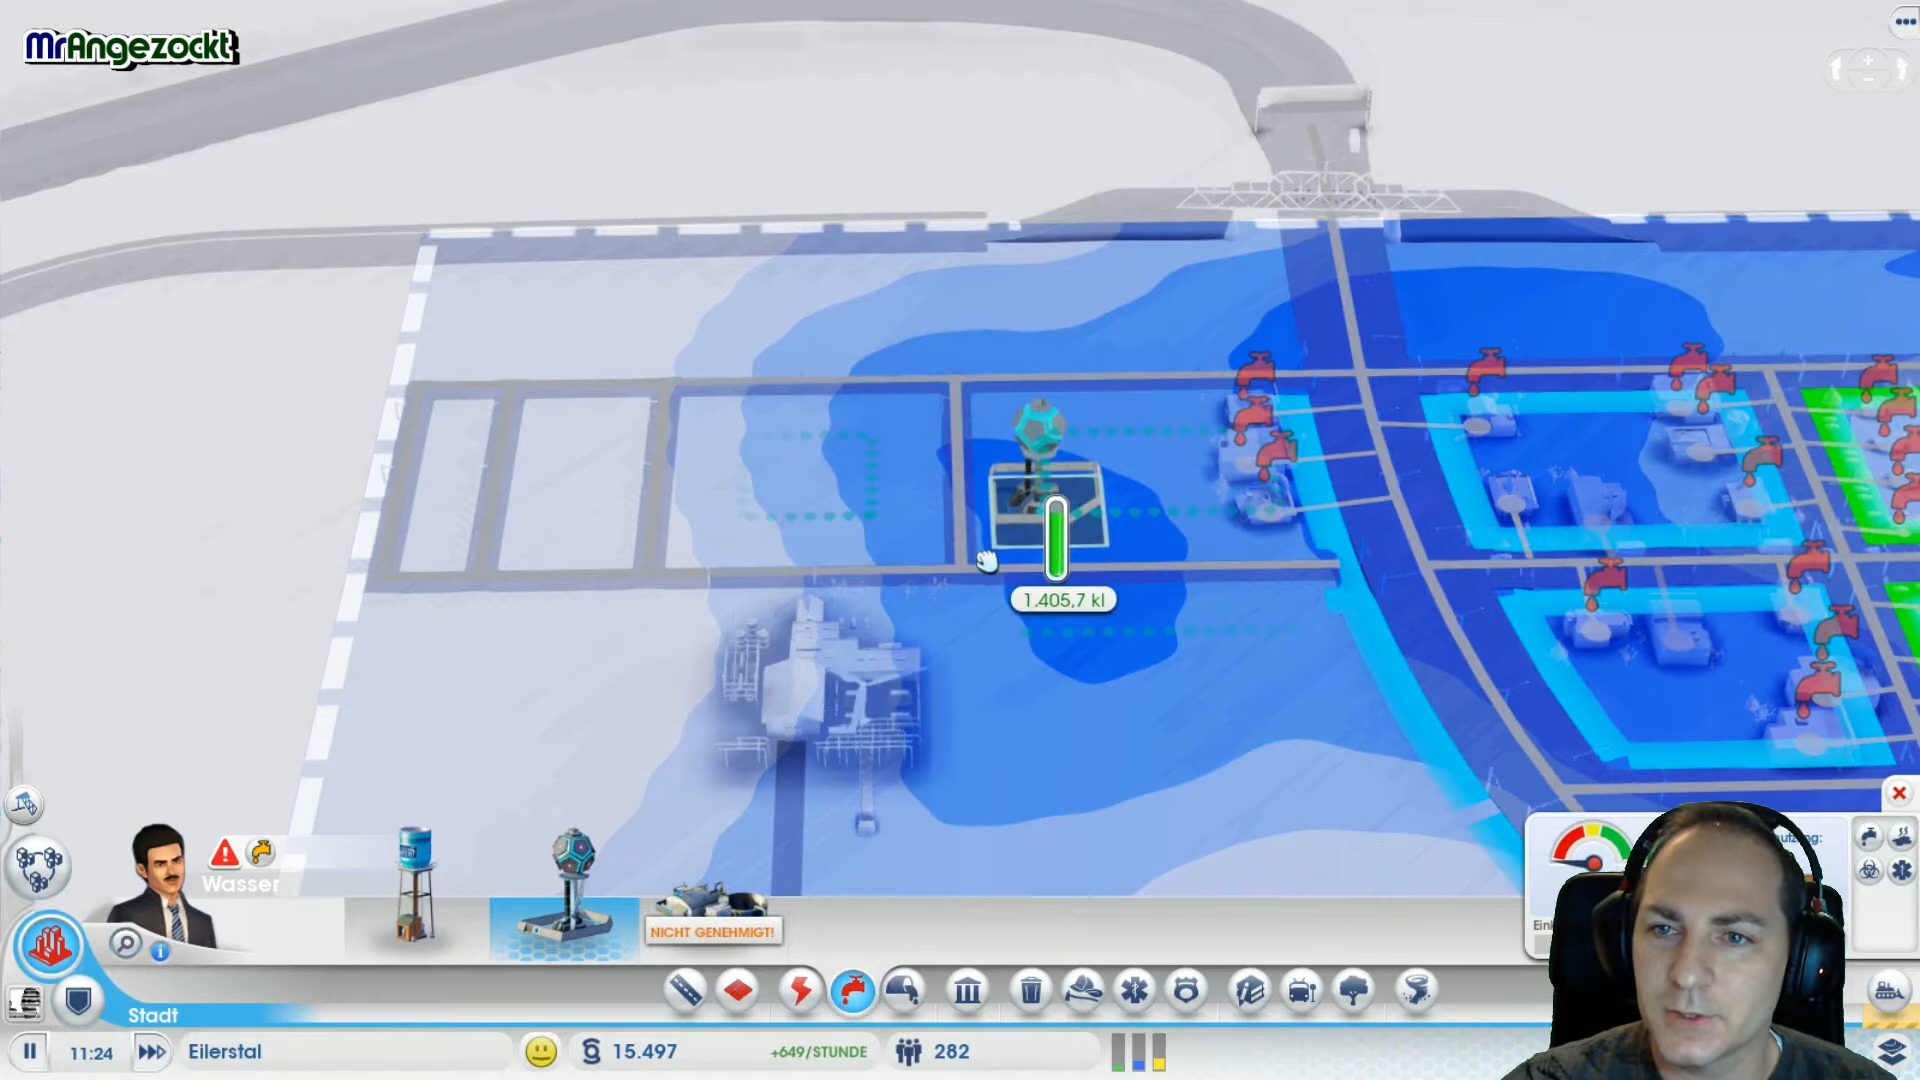 MrAngezockt
1.405,7 kl
Wasser
NICHT GENEHMIGT!
Stadt
11:24
Eilerstal
15.497
+649/STUNDE
282